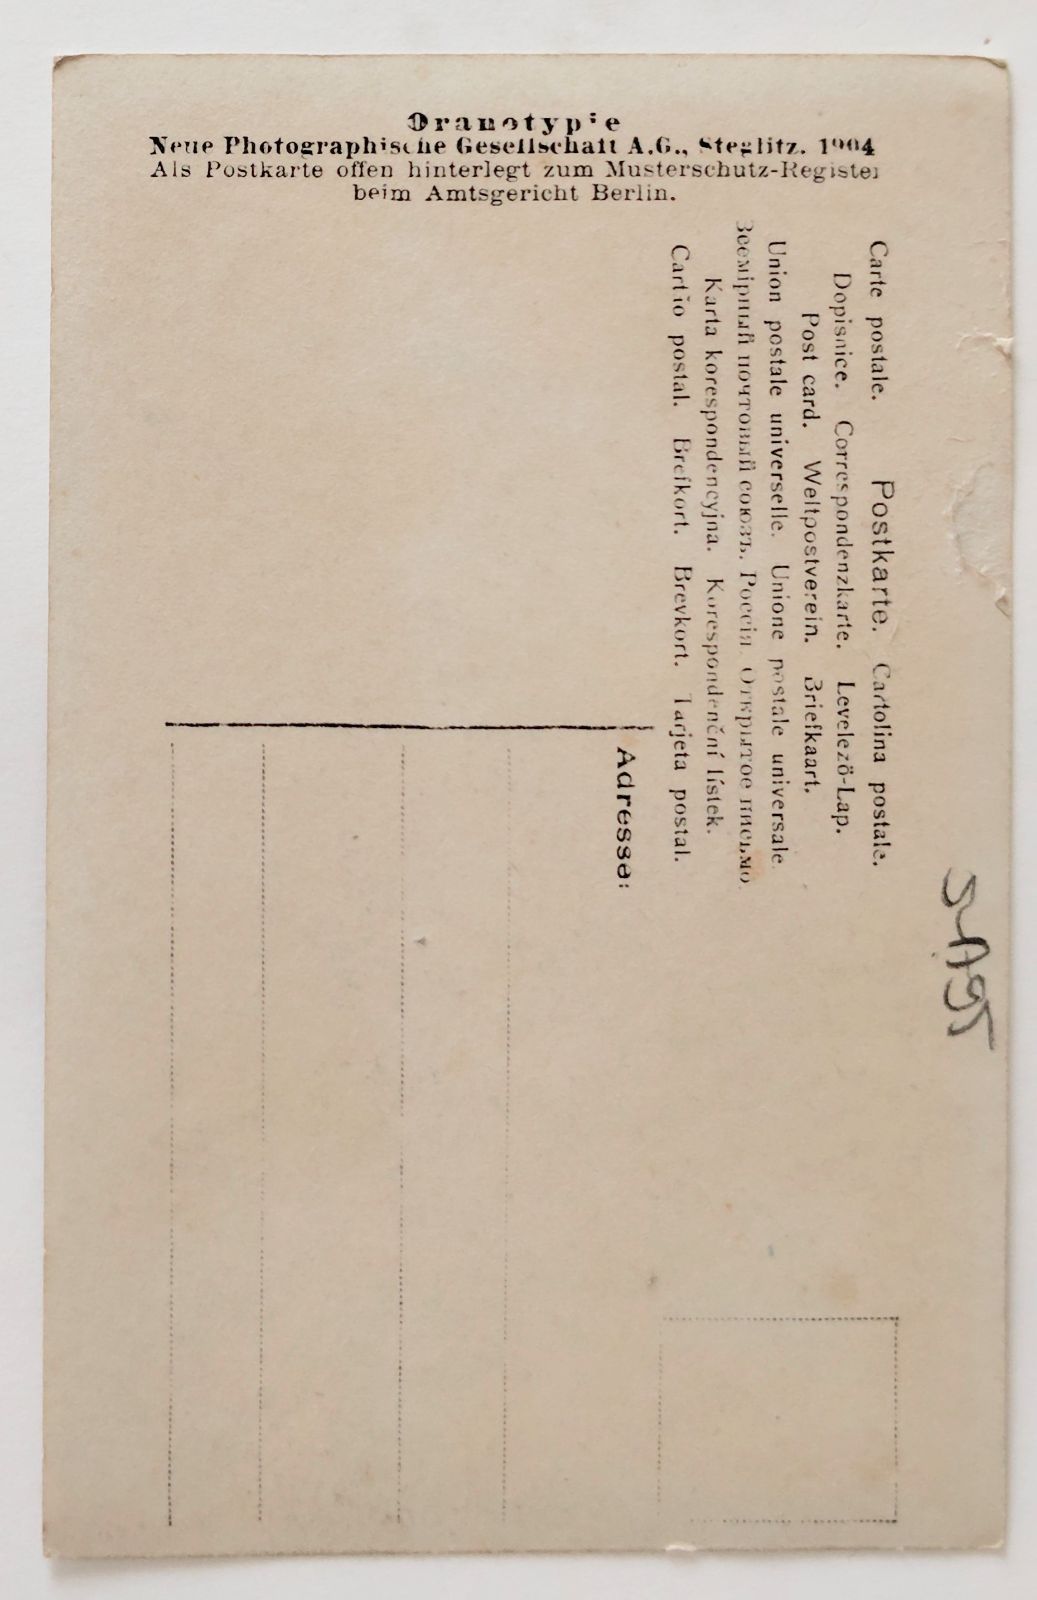 Oranotypie
Neue Photographische Gesellschaft A.G., Steglitz. 1904
Als Postkarte offen hinterlegt zum Musterschutz-Register
beim Amtsgericht Berlin.
Carte postale. Postkarte. Cartolina postale.
Dopisnice. Correspondenzkarte. Levelező-Lap.
Post card. Weltpostverein. Briefkaart.
Union postale universelle. Unione postale universale
Всемірный почтовый союзъ. Россія. Открытое письмо.
Karta korespondencyjna. Korespondenční lístek.
Cartão postal. Brefkort. Brevkort. Tarjeta postal.
Adresse: